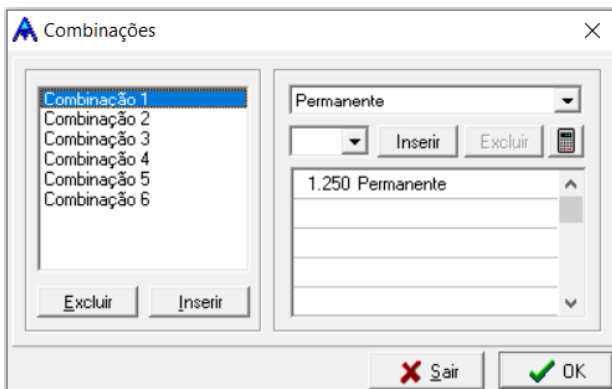 Combinações
Combinação 1
Combinação 2
Combinação 3
Combinação 4
Combinação 5
Combinação 6
Excluir Inserir
Permanente
Inserir Excluir
1.250 Permanente
Sair OK